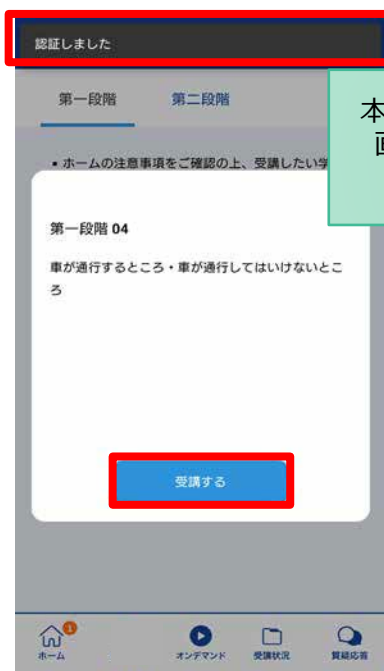 認証しました
第一段階 第二段階
本
画
• ホームの注意事項をご確認の上、受講したい学
第一段階 04
車が通行するところ・車が通行してはいけないとこ
ろ
受講する
1
ホーム オンデマンド 受講状況 質疑応答